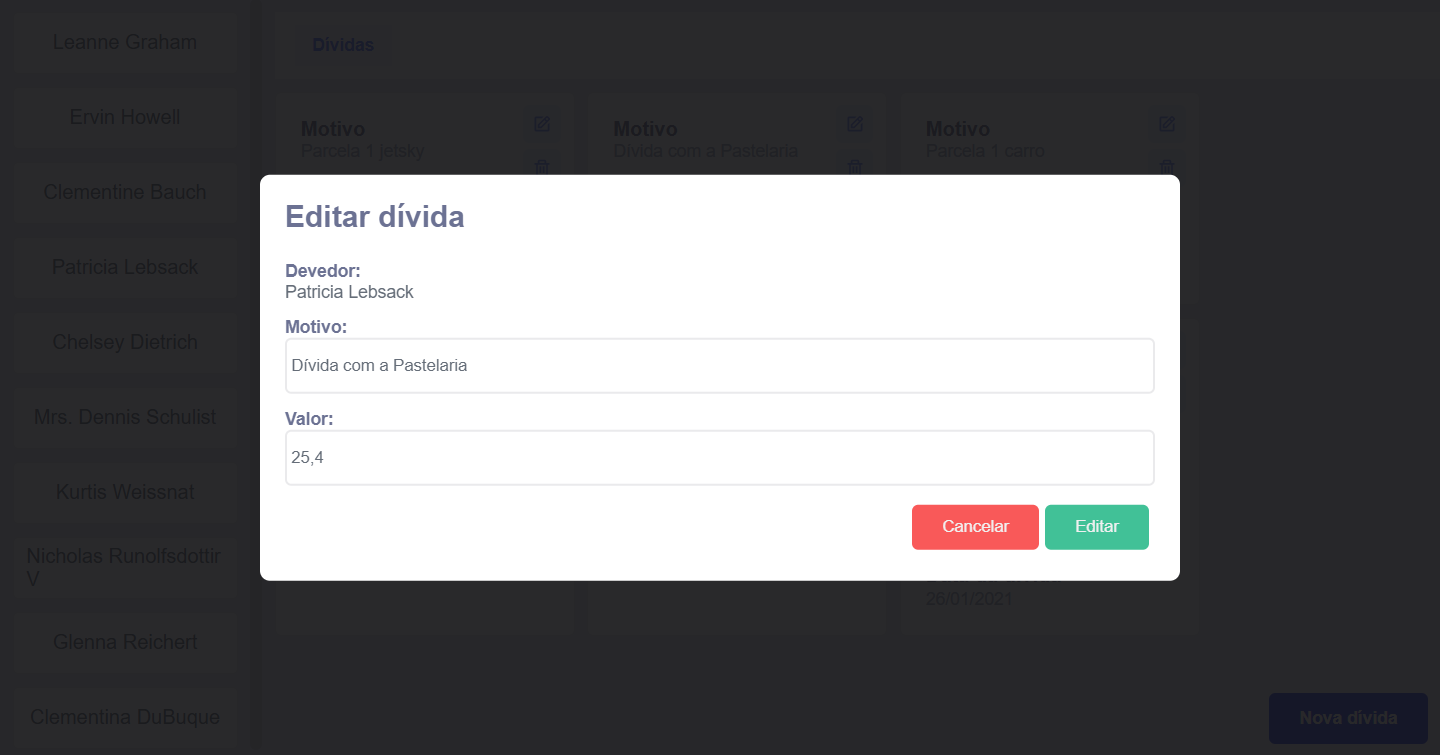 Leanne Graham
Ervin Howell
Clementine Bauch
Patricia Lebsack
Chelsey Dietrich
Mrs. Dennis Schulist
Kurtis Weissnat
Nicholas Runolfsdottir
V
Glenna Reichert
Clementina DuBuque
Dividas
Motivo
Parcela 1 jetsky
Motivo
Dívida com a Pastelaria
Motivo
Parcela 1 carro
Editar dívida
Devedor:
Patricia Lebsack
Motivo:
Dívida com a Pastelaria
Valor:
25,4
Cancelar
Editar
26/01/2021
Nova divida